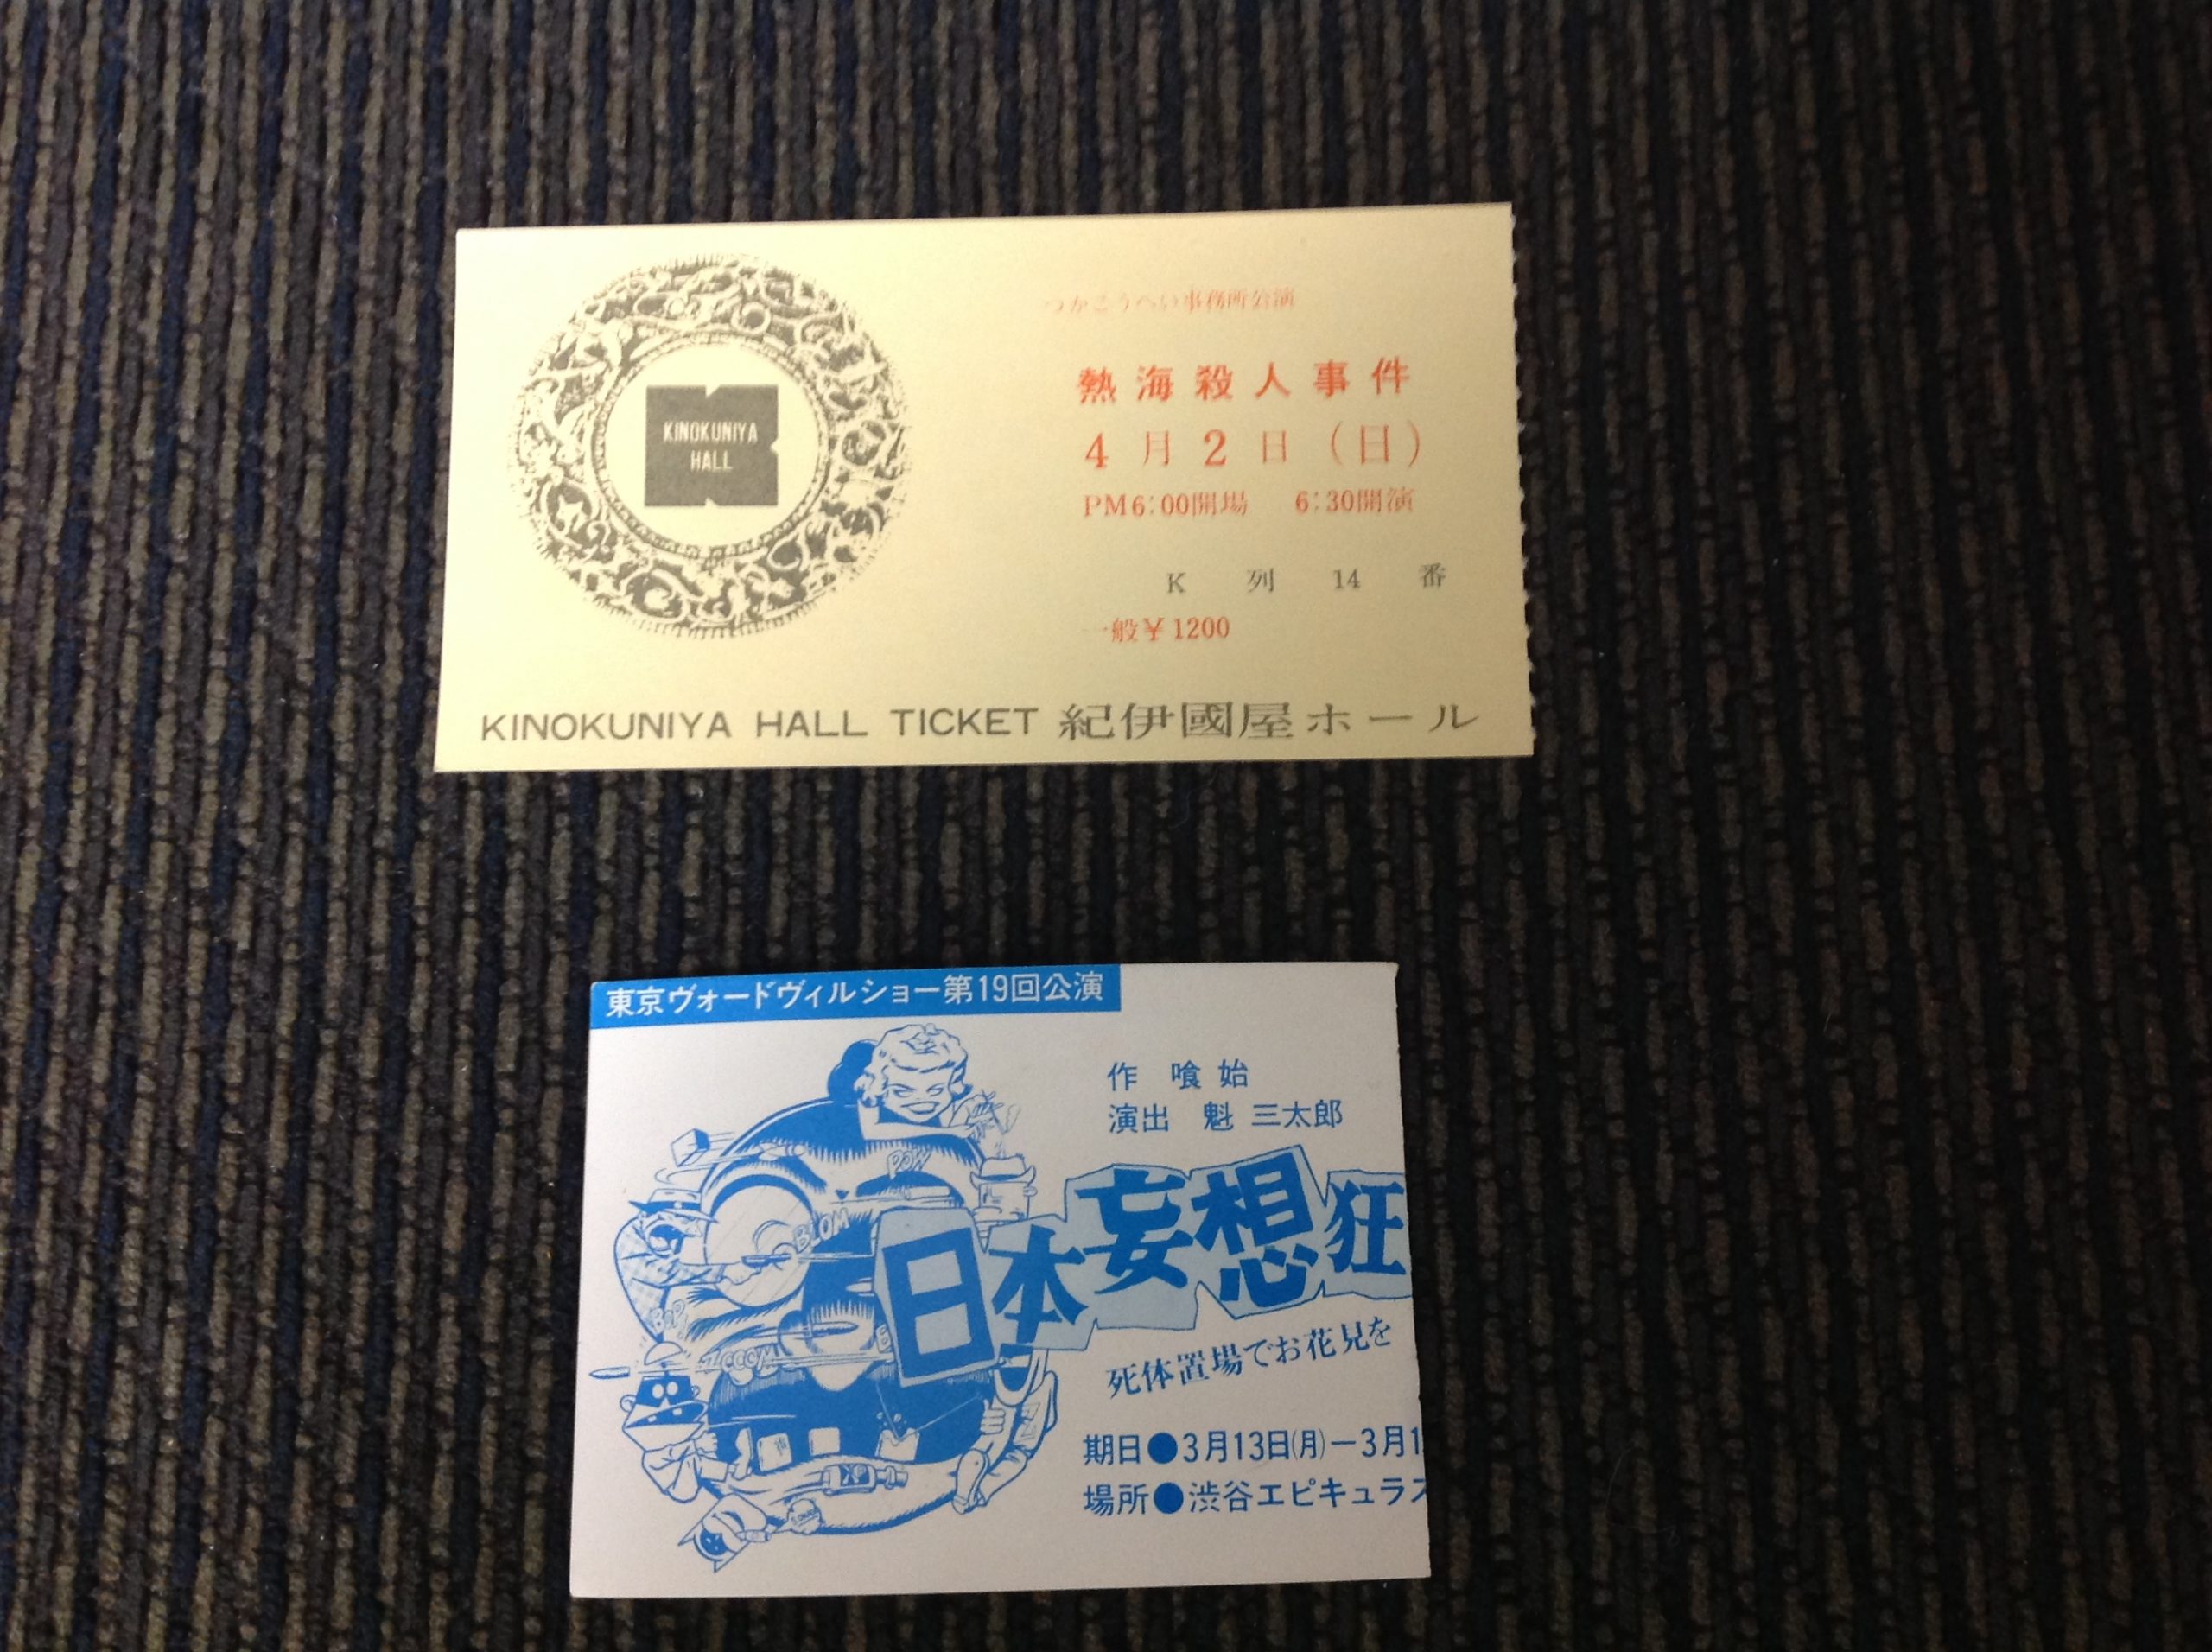 つかこうへい事務所公演
熱海殺人事件
4月2日(日)
PM6:00開場 6:30開演
K 列 14 番
一般¥1200
KINOKUNIYA
HALL
KINOKUNIYA HALL TICKET 紀伊國屋ホール
東京ヴォードヴィルショー第19回公演
作 喰 始
演出 魁 三太郎
POW
BLOM
日本妄想狂
BOP
死体置場でお花見を
期日●3月13日(月)−3月1
場所●渋谷エピキュラス